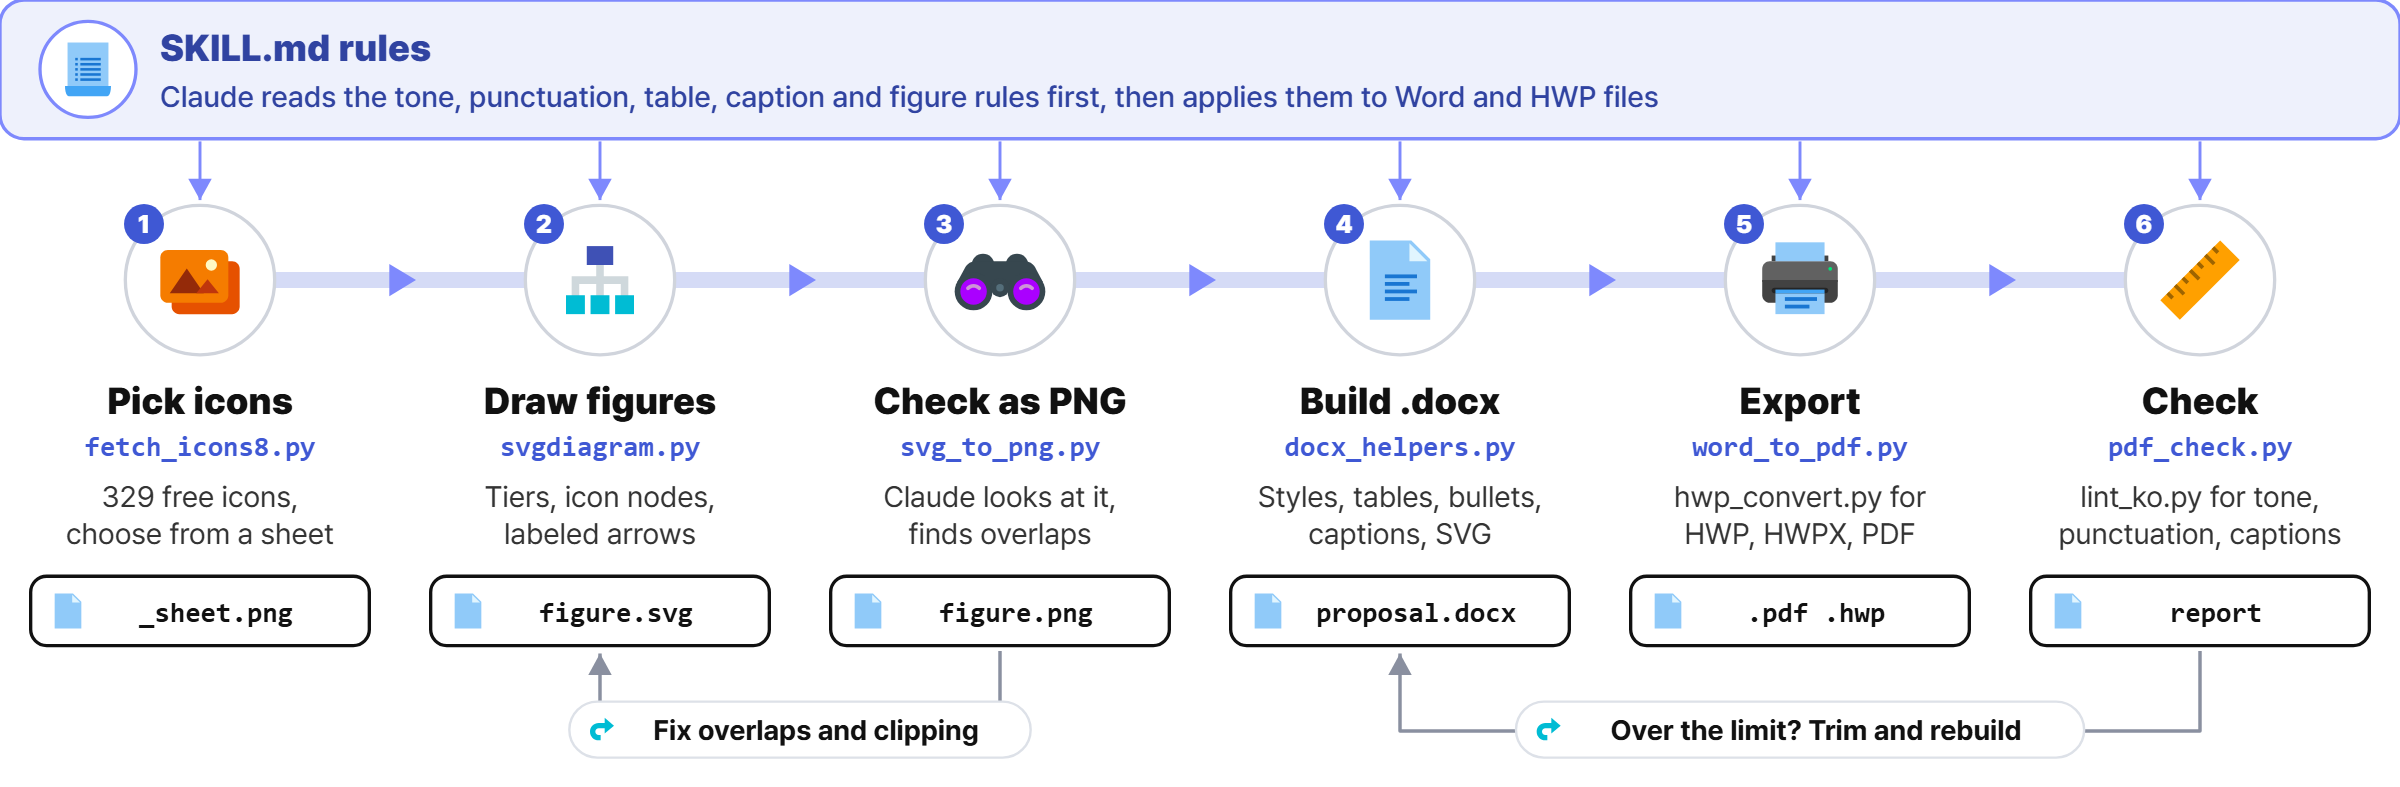 SKILL.md rules
Claude reads the tone, punctuation, table, caption and figure rules first, then applies them to Word and HWP files
1
2
3
4
5
6
Pick icons
fetch_icons8.py
329 free icons,
choose from a sheet
_sheet.png
Draw figures
svgdiagram.py
Tiers, icon nodes,
labeled arrows
figure.svg
Check as PNG
svg_to_png.py
Claude looks at it,
finds overlaps
figure.png
Build .docx
docx_helpers.py
Styles, tables, bullets,
captions, SVG
proposal.docx
Export
word_to_pdf.py
hwp_convert.py for
HWP, HWPX, PDF
.pdf .hwp
Check
pdf_check.py
lint_ko.py for tone,
punctuation, captions
report
Fix overlaps and clipping
Over the limit? Trim and rebuild